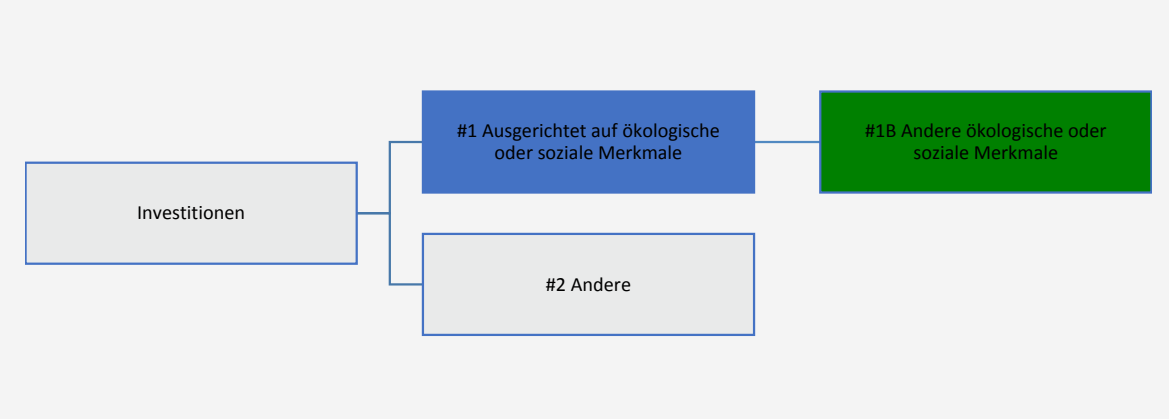 #1 Ausgerichtet auf ökologische
oder soziale Merkmale
#1B Andere ökologische oder
soziale Merkmale
Investitionen
#2 Andere